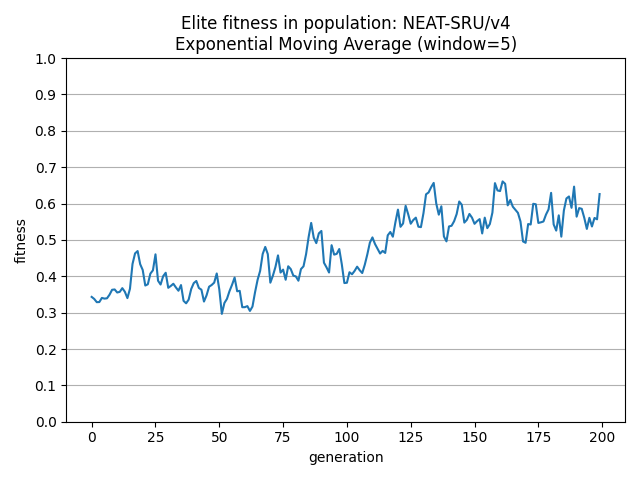 Elite fitness in population: NEAT-SRU/v4
Exponential Moving Average (window=5)
1.0
0.9
0.8
0.7
0.6
0.5
0.4
0.3
0.2
0.1
0.0
fitness
0 25 50 75 100 125 150 175 200
generation